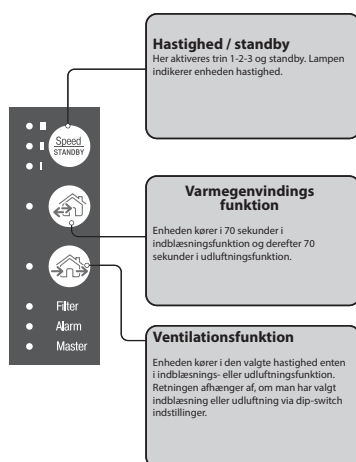 Hastighed / standby
Her aktiveres trin 1-2-3 og standby. Lampen
indikerer enheden hastighed.
Speed
STANDBY
Varmegenvindings
funktion
Enheden kører i 70 sekunder i
indblæsningsfunktion og derefter 70
sekunder i udluftningsfunktion.
Filter
Alarm
Master
Ventilationsfunktion
Enheden kører i den valgte hastighed enten
i indblæsnings- eller udluftningsfunktion.
Retningen afhænger af, om man har valgt
indblæsning eller udluftning via dip-switch
indstillinger.